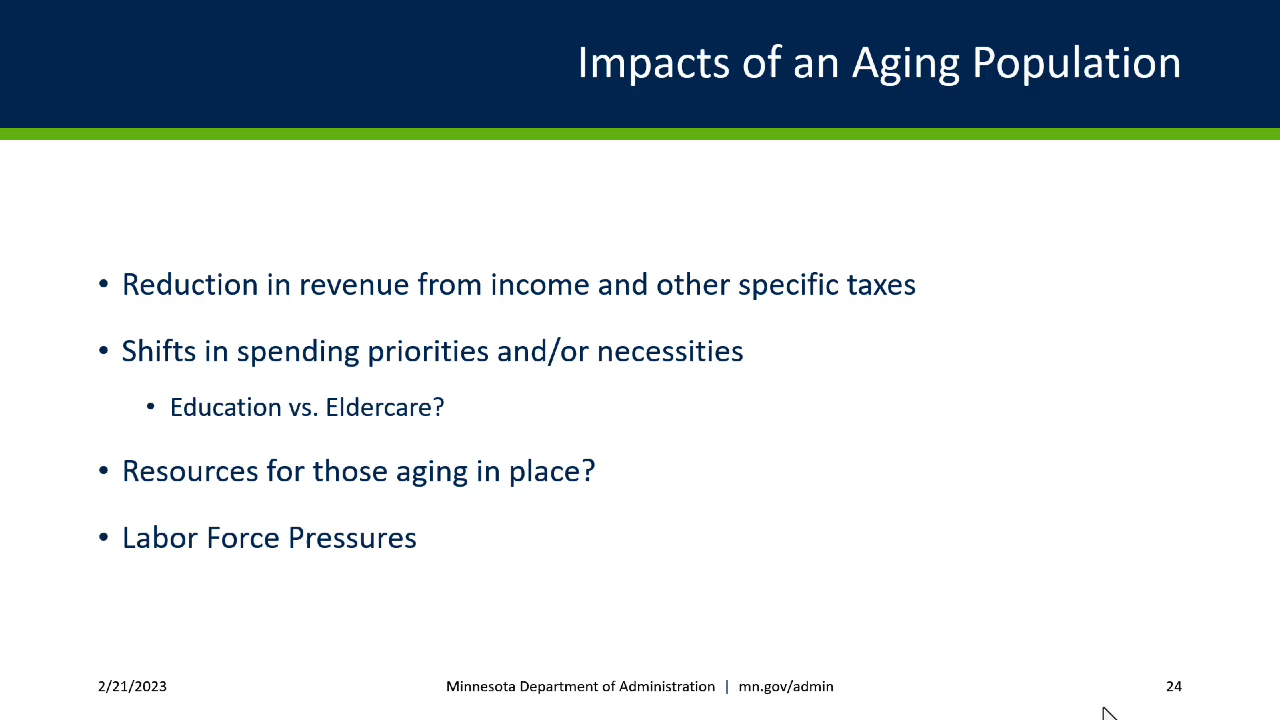 Impacts of an Aging Population
• Reduction in revenue from income and other specific taxes
• Shifts in spending priorities and/or necessities
• Education vs. Eldercare?
• Resources for those aging in place?
• Labor Force Pressures
2/21/2023
Minnesota Department of Administration | mn.gov/admin
24